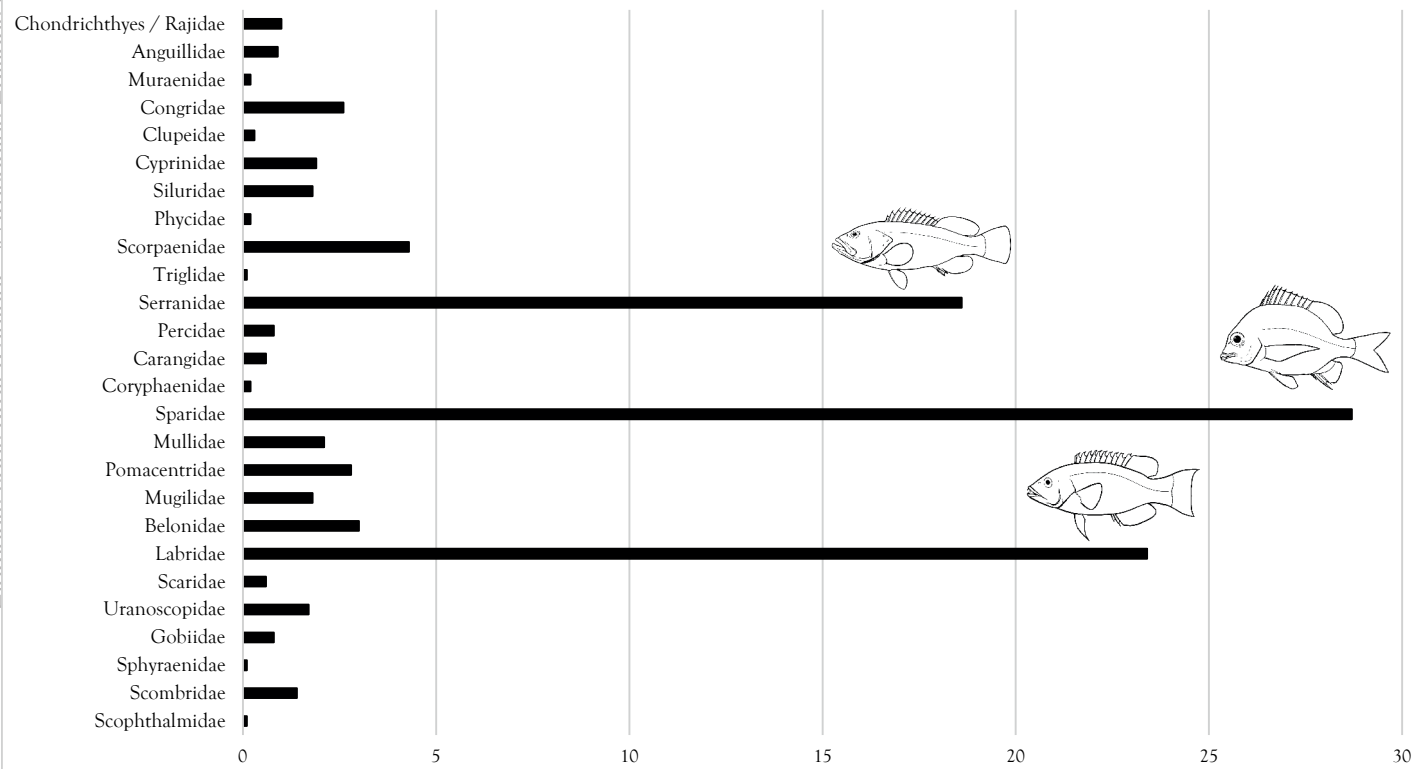 Chondrichthyes / Rajidae
Anguillidae
Muraenidae
Congridae
Clupeidae
Cyprinidae
Siluridae
Phycidae
Scorpaenidae
Triglidae
Serranidae
Percidae
Carangidae
Coryphaenidae
Sparidae
Mullidae
Pomacentridae
Mugilidae
Belonidae
Labridae
Scaridae
Uranoscopidae
Gobiidae
Sphyraenidae
Scombridae
Scophthalmidae
0 5 10 15 20 25 30